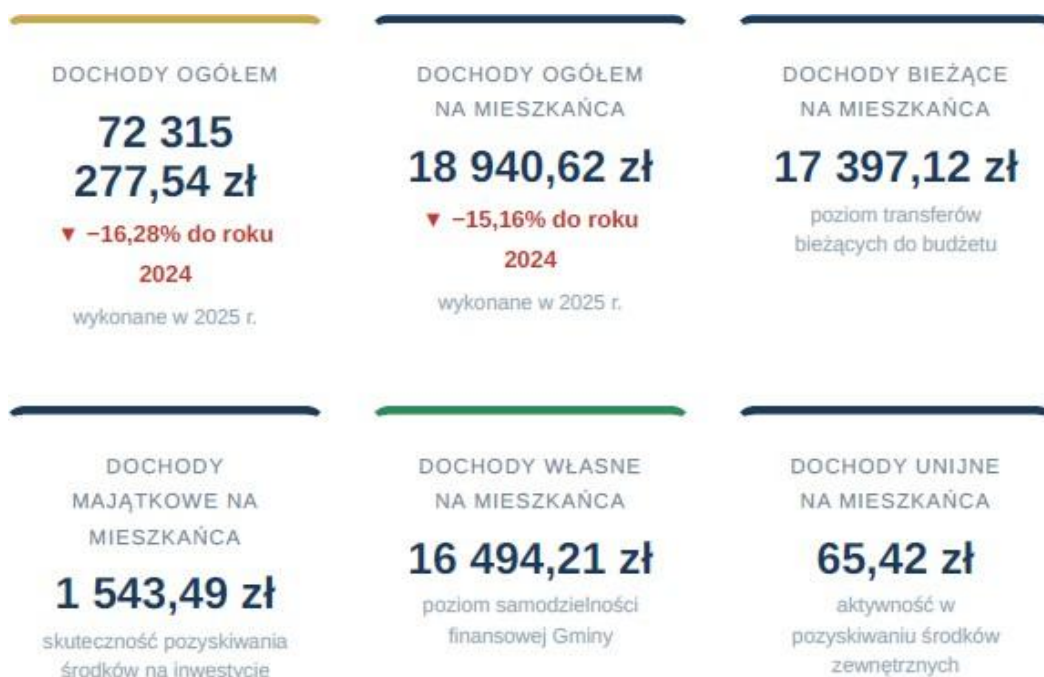 DOCHODY OGÓŁEM
72 315
277,54 zł
▼ −16,28% do roku
2024
wykonane w 2025 r.
DOCHODY OGÓŁEM
NA MIESZKAŃCA
18 940,62 zł
▼ −15,16% do roku
2024
wykonane w 2025 r.
DOCHODY BIEŻĄCE
NA MIESZKAŃCA
17 397,12 zł
poziom transferów
bieżących do budżetu
DOCHODY
MAJĄTKOWE NA
MIESZKAŃCA
1 543,49 zł
skuteczność pozyskiwania
środków na inwestycje
DOCHODY WŁASNE
NA MIESZKAŃCA
16 494,21 zł
poziom samodzielności
finansowej Gminy
DOCHODY UNIJNE
NA MIESZKAŃCA
65,42 zł
aktywność w
pozyskiwaniu środków
zewnętrznych